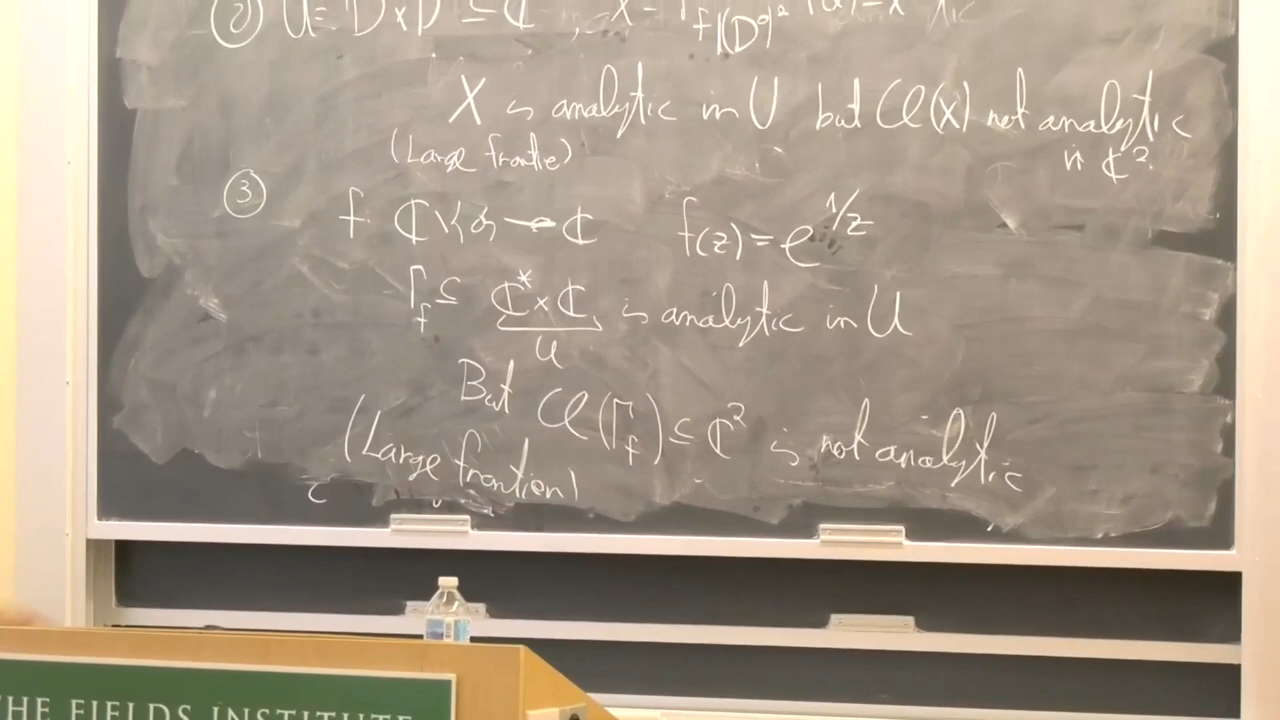 ② U = D × D ⊆ ℂ², X = Γ
f|(D
X is analytic in U but Cl(X) not analytic
in ℂ².
(Large frontie)
③
f: ℂ\{0} → ℂ f(z) = e^{1/z}
Γ_f ⊆ ℂ* × ℂ is analytic in U
U
But Cl(Γ_f) ⊆ ℂ² is not analytic
(Large frontier)
THE FIELDS INSTITUTE